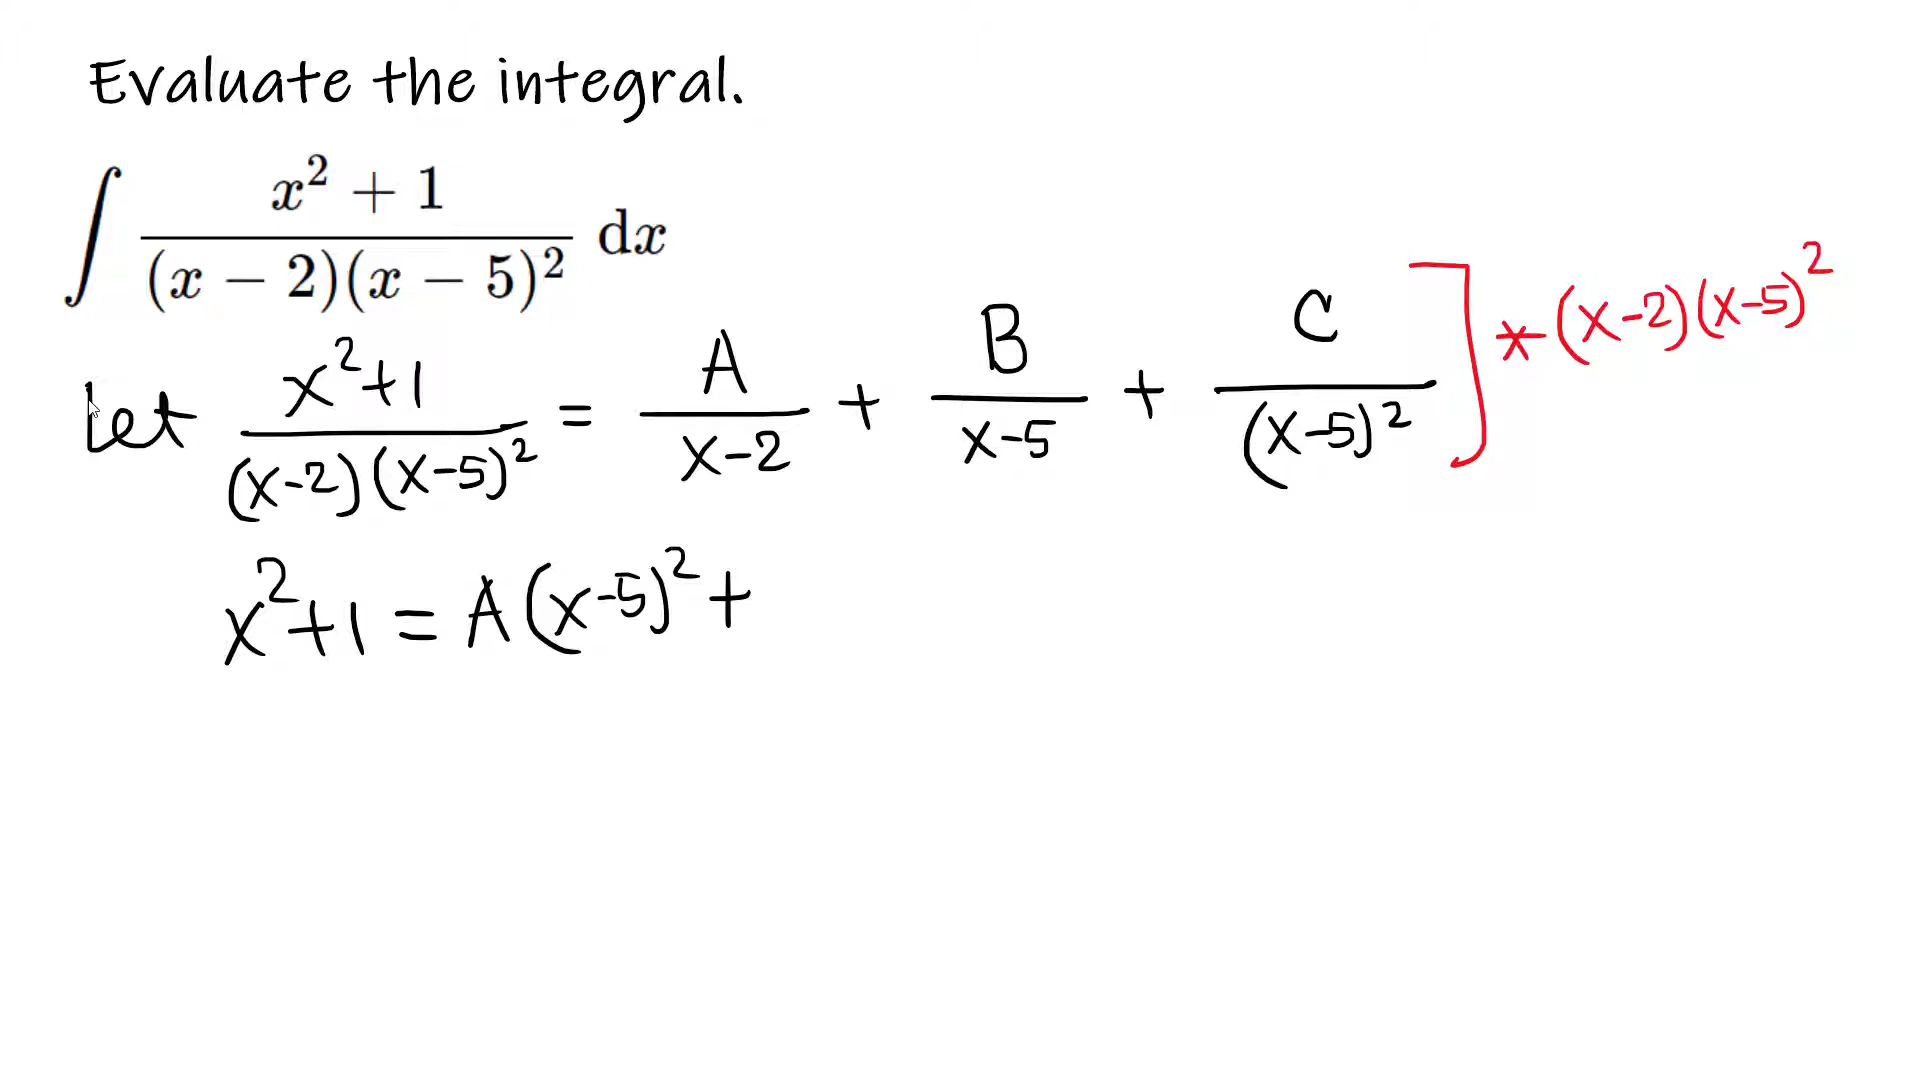 Evaluate the integral.
∫ x² + 1 / (x − 2)(x − 5)² dx
Let x²+1 / (x-2)(x-5)² = A / x-2 + B / x-5 + C / (x-5)² ] * (x-2)(x-5)²
x²+1 = A(x-5)² +